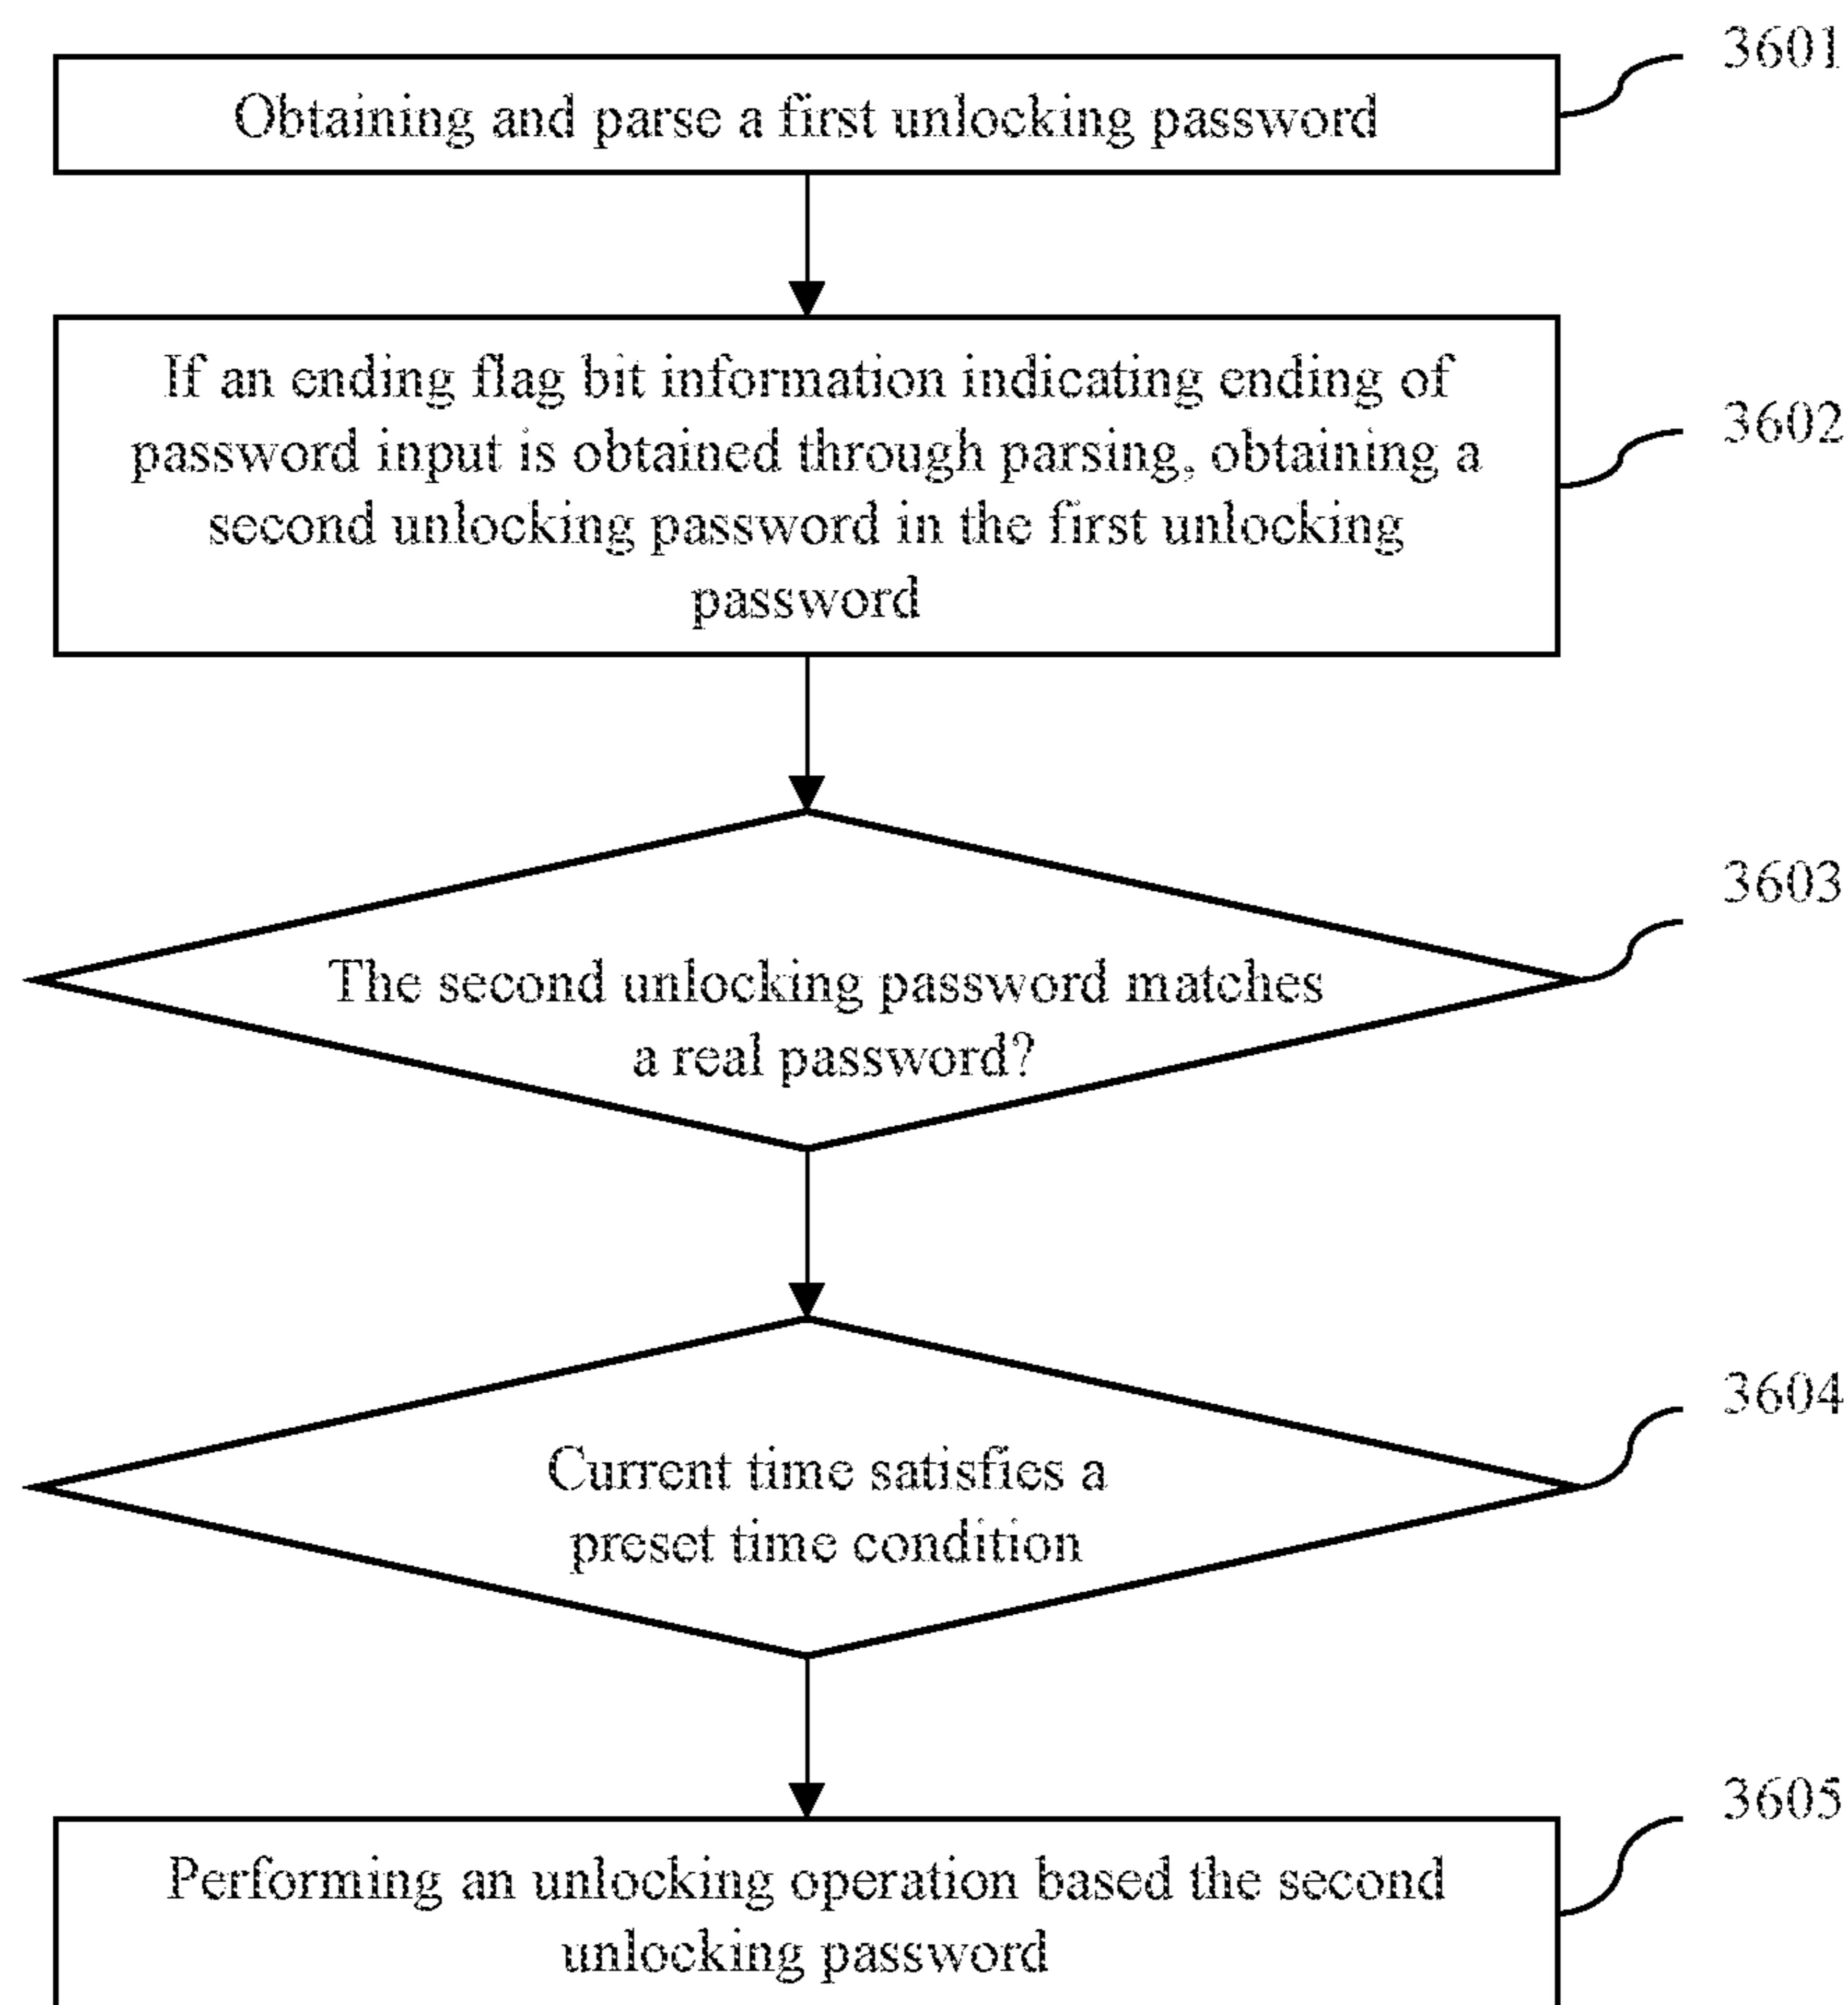 3601
Obtaining and parse a first unlocking password
If an ending flag bit information indicating ending of
password input is obtained through parsing, obtaining a
second unlocking password in the first unlocking
password
3602
3603
The second unlocking password matches
a real password?
3604
Current time satisfies a
preset time condition
3605
Performing an unlocking operation based the second
unlocking password